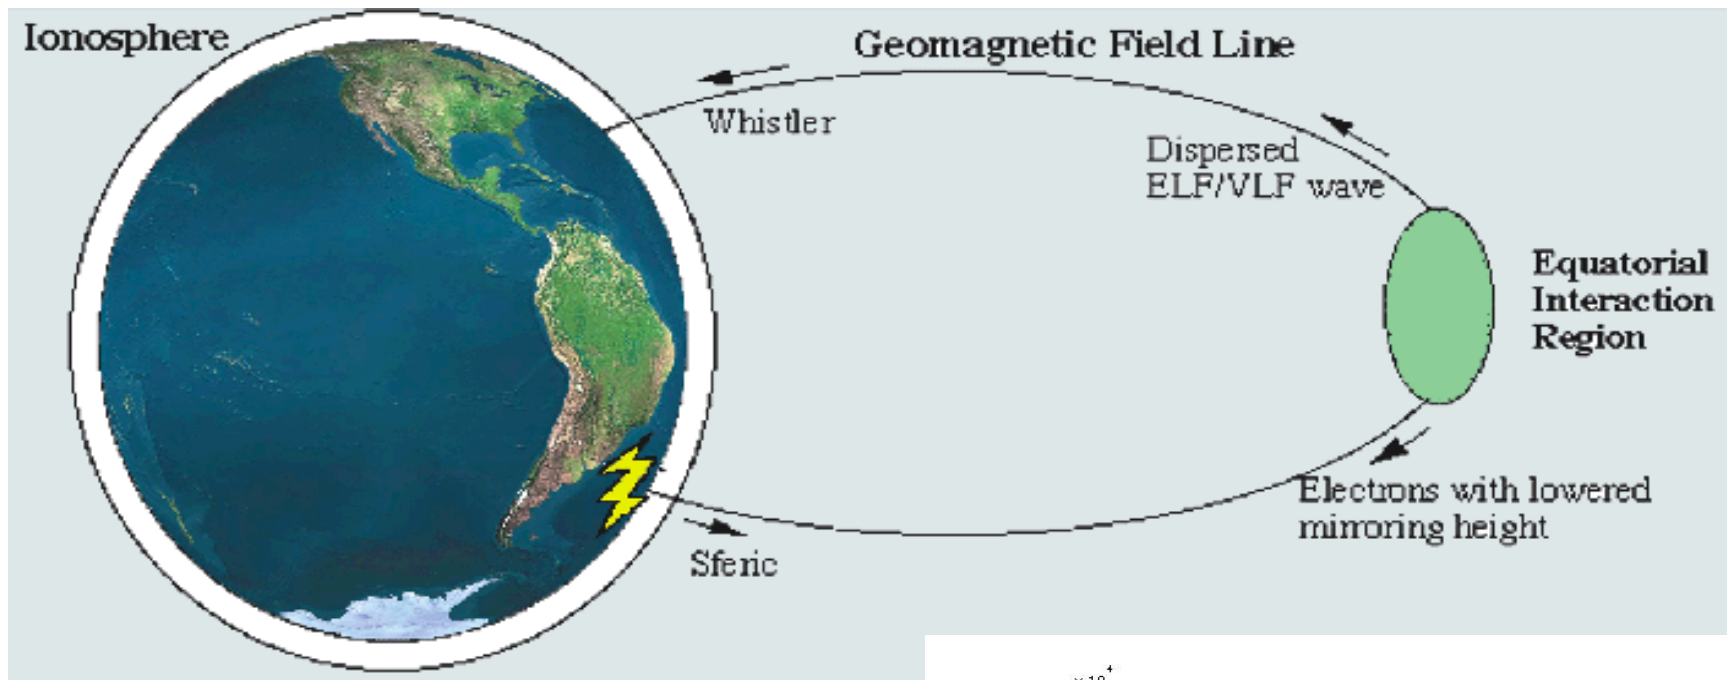 Ionosphere
Geomagnetic Field Line
Whistler
Dispersed
ELF/VLF wave
Equatorial
Interaction
Region
Electrons with lowered
mirroring height
Sferic